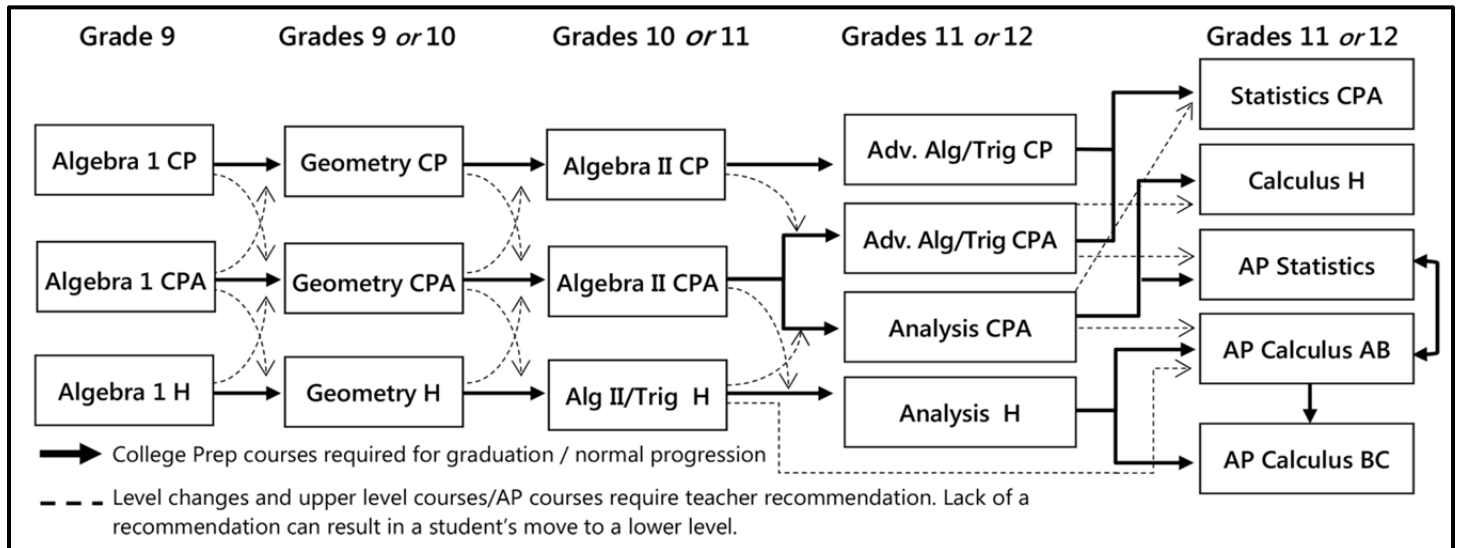 Grade 9
Grades 9 or 10
Grades 10 or 11
Grades 11 or 12
Grades 11 or 12
Statistics CPA
Algebra 1 CP
Geometry CP
Algebra II CP
Adv. Alg/Trig CP
Calculus H
Algebra 1 CPA
Geometry CPA
Algebra II CPA
Adv. Alg/Trig CPA
AP Statistics
Analysis CPA
AP Calculus AB
Algebra 1 H
Geometry H
Alg II/Trig H
Analysis H
AP Calculus BC
College Prep courses required for graduation / normal progression
Level changes and upper level courses/AP courses require teacher recommendation. Lack of a
recommendation can result in a student's move to a lower level.